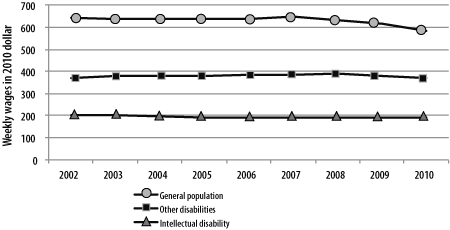 Weekly wages in 2010 dollar
700
600
500
400
300
200
100
0
2002 2003 2004 2005 2006 2007 2008 2009 2010
General population
Other disabilities
Intellectual disability